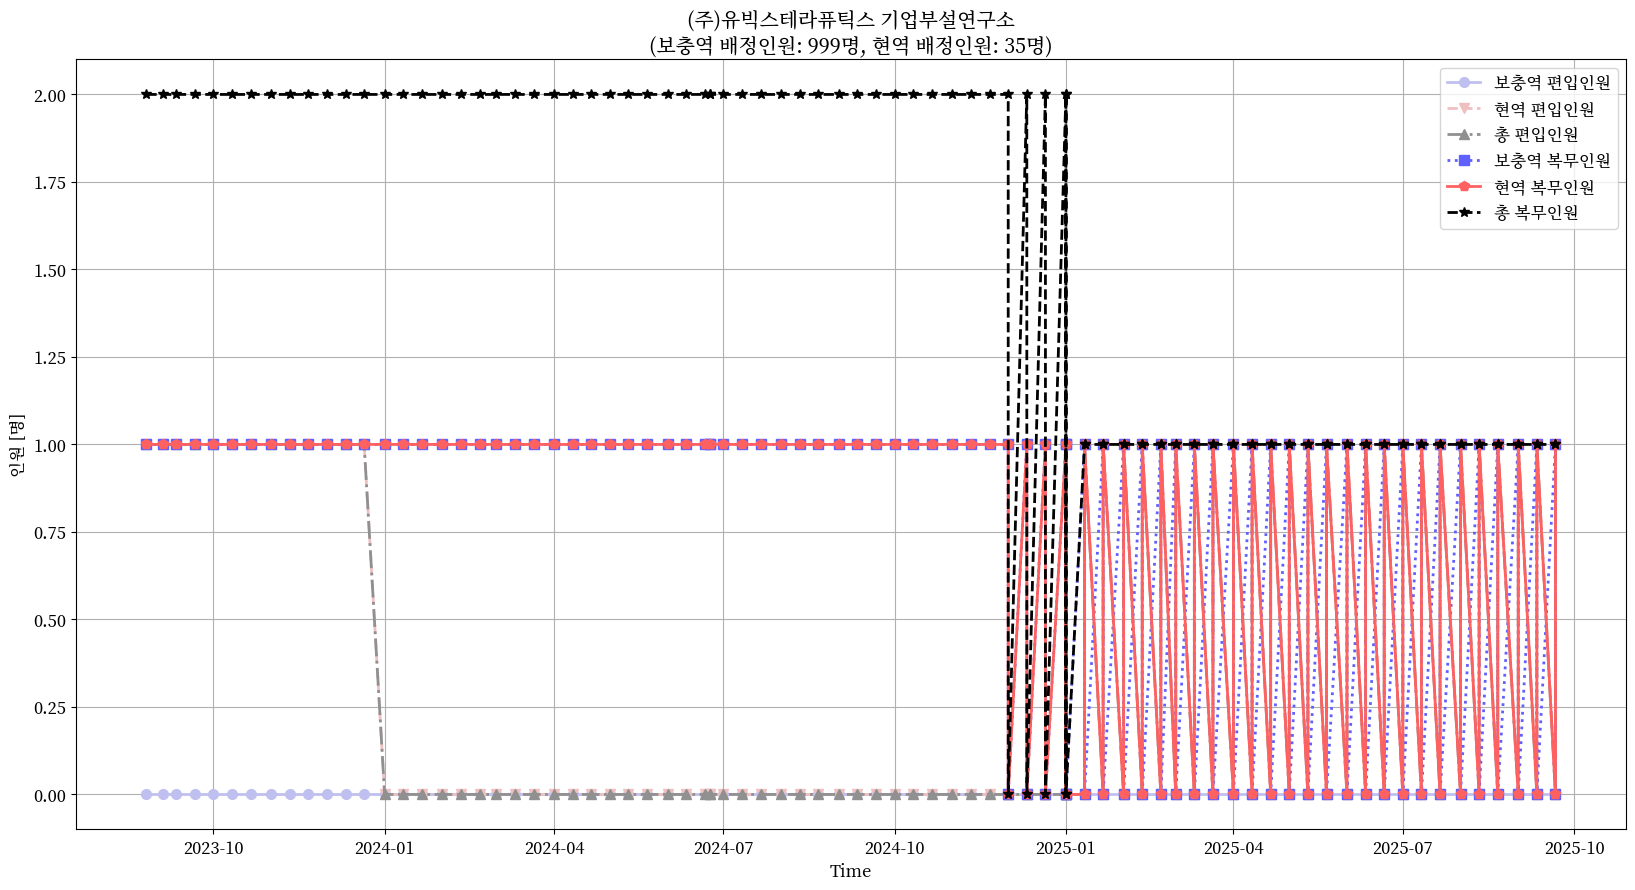 (주)유빅스테라퓨틱스 기업부설연구소
(보충역 배정인원: 999명, 현역 배정인원: 35명)
보충역 편입인원
현역 편입인원
총 편입인원
보충역 복무인원
현역 복무인원
총 복무인원
인원 [명]
2.00
1.75
1.50
1.25
1.00
0.75
0.50
0.25
0.00
2023-10
2024-01
2024-04
2024-07
2024-10
2025-01
2025-04
2025-07
2025-10
Time